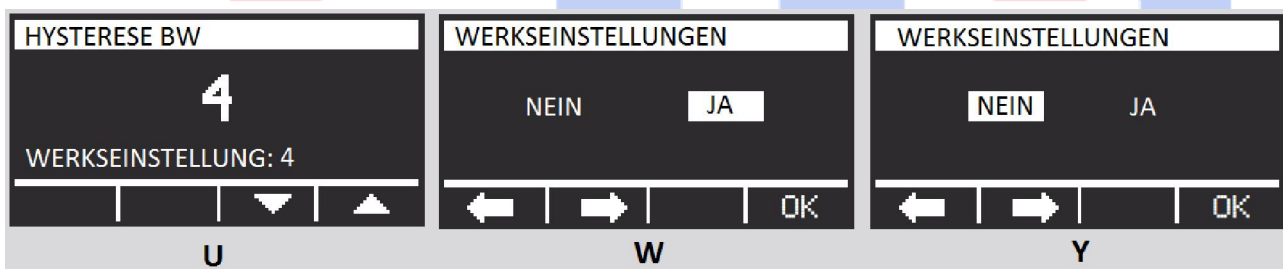 HYSTERESE BW
4
WERKSEINSTELLUNG: 4
U
WERKSEINSTELLUNGEN
NEIN JA
OK
W
WERKSEINSTELLUNGEN
NEIN JA
OK
Y